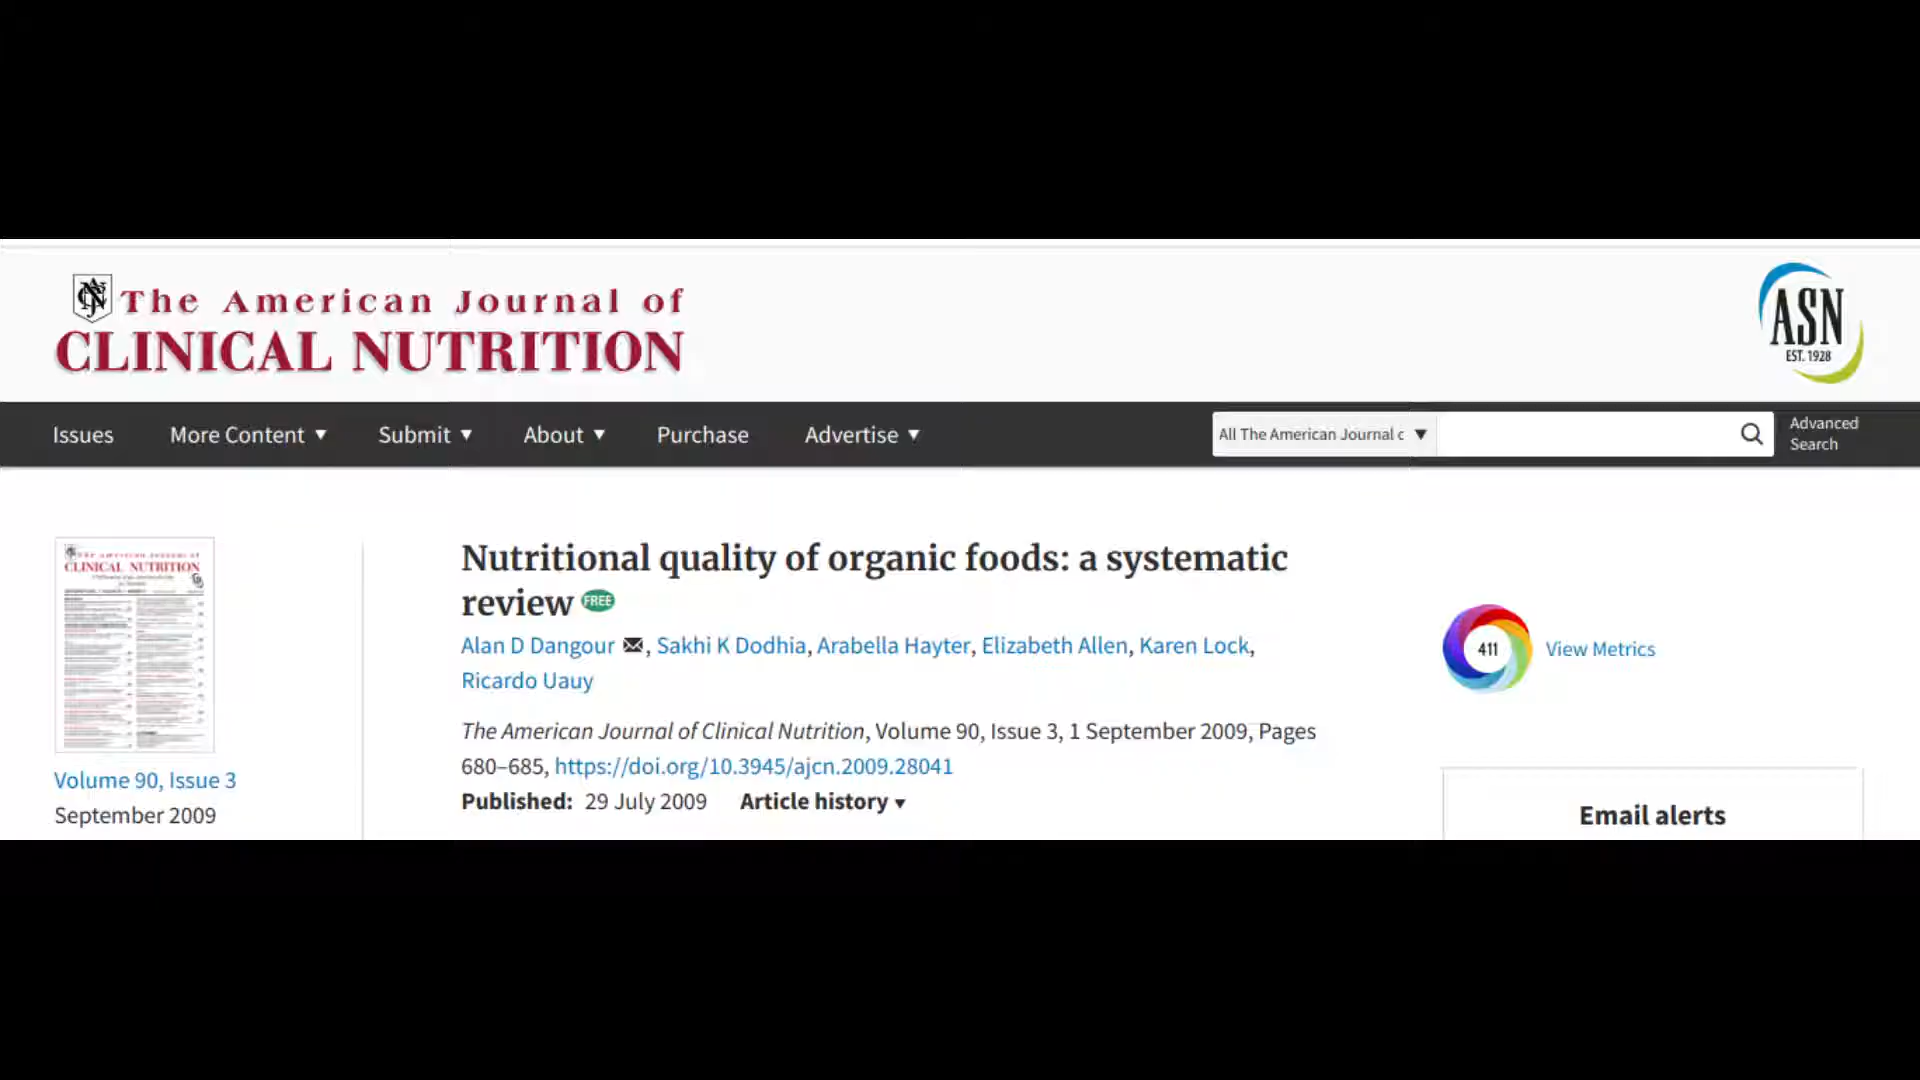 The American Journal of
CLINICAL NUTRITION
ASN
EST. 1928
Issues
More Content ▼
Submit ▼
About ▼
Purchase
Advertise ▼
All The American Journal c ▼
Advanced
Search
CLINICAL NUTRITION
Volume 90, Issue 3
September 2009
Nutritional quality of organic foods: a systematic
review FREE
Alan D Dangour ✉, Sakhi K Dodhia, Arabella Hayter, Elizabeth Allen, Karen Lock,
Ricardo Uauy
The American Journal of Clinical Nutrition, Volume 90, Issue 3, 1 September 2009, Pages
680–685, https://doi.org/10.3945/ajcn.2009.28041
Published: 29 July 2009 Article history ▾
411
View Metrics
Email alerts